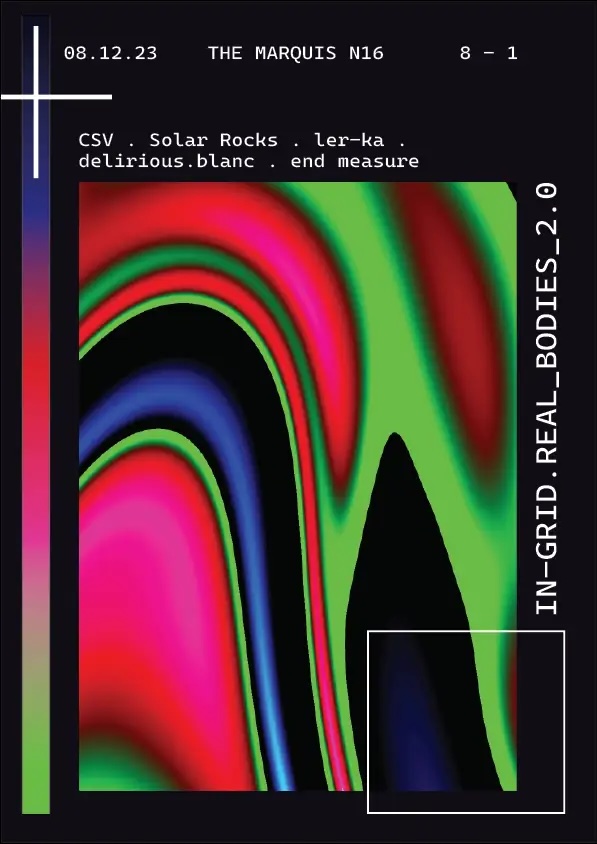 08.12.23 THE MARQUIS N16 8 - 1
CSV . Solar Rocks . ler-ka .
delirious.blanc . end measure
IN-GRID.REAL_BODIES_2.0